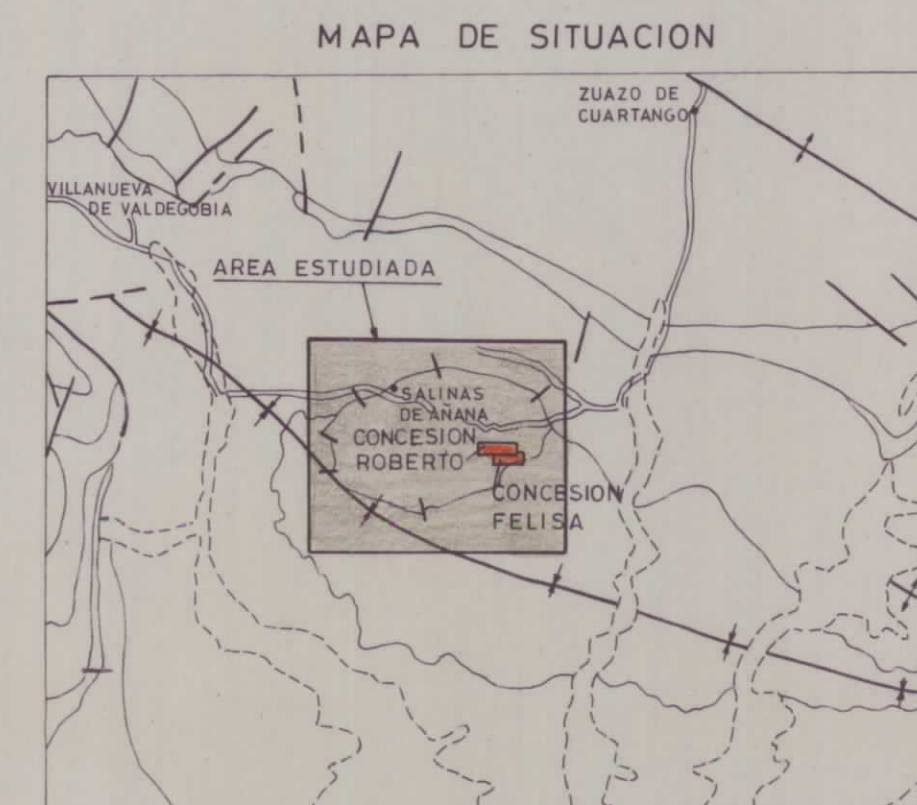 MAPA DE SITUACION
ZUAZO DE
CUARTANGO
VILLANUEVA
DE VALDEGOBIA
AREA ESTUDIADA
SALINAS
DE AÑANA
CONCESION
ROBERTO
CONCESION
FELISA